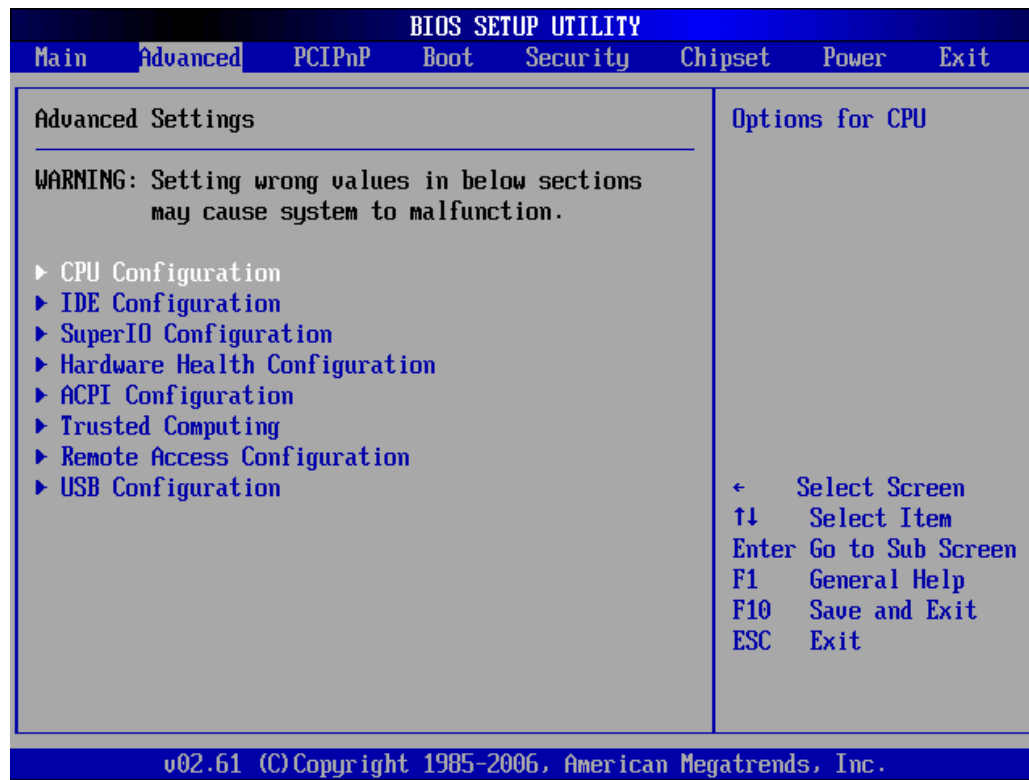 BIOS SETUP UTILITY
Main Advanced PCIPnP Boot Security Chipset Power Exit
Advanced Settings
WARNING: Setting wrong values in below sections
may cause system to malfunction.
▶ CPU Configuration
▶ IDE Configuration
▶ SuperIO Configuration
▶ Hardware Health Configuration
▶ ACPI Configuration
▶ Trusted Computing
▶ Remote Access Configuration
▶ USB Configuration
Options for CPU
← Select Screen
↑↓ Select Item
Enter Go to Sub Screen
F1 General Help
F10 Save and Exit
ESC Exit
v02.61 (C)Copyright 1985-2006, American Megatrends, Inc.